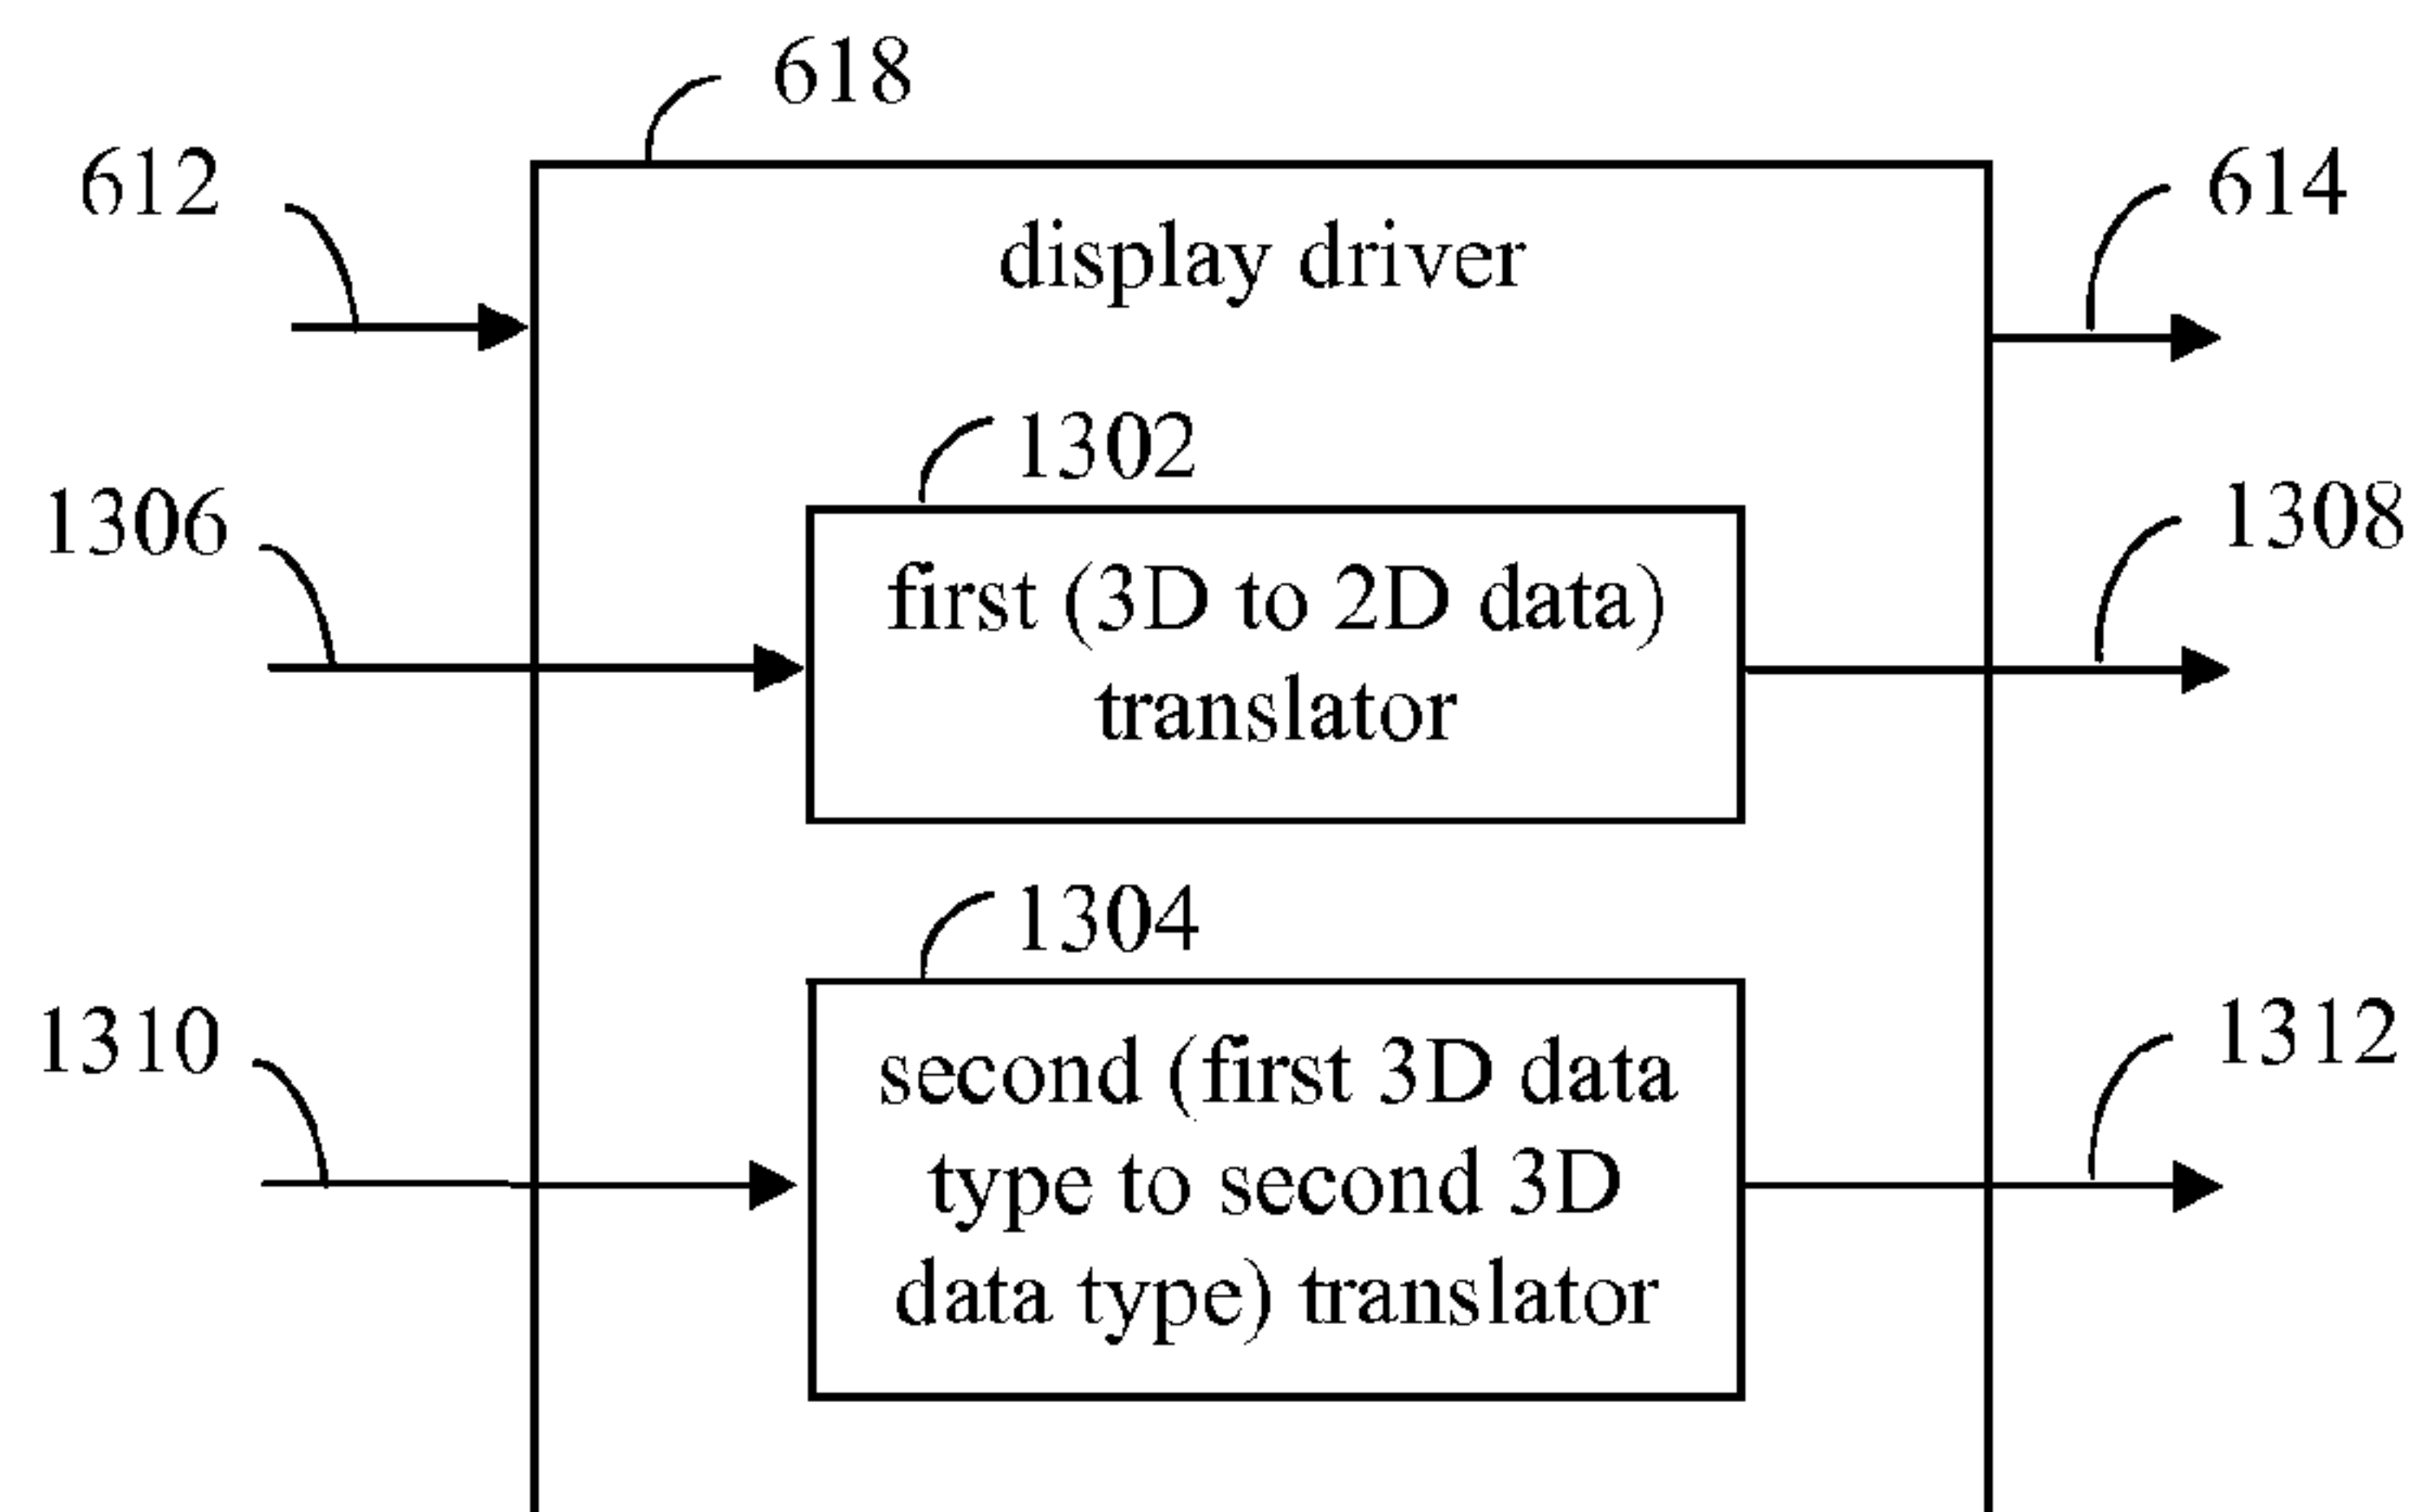 618
612
614
display driver
1302
1306
1308
first (3D to 2D data)
translator
1304
1310
1312
second (first 3D data
type to second 3D
data type) translator